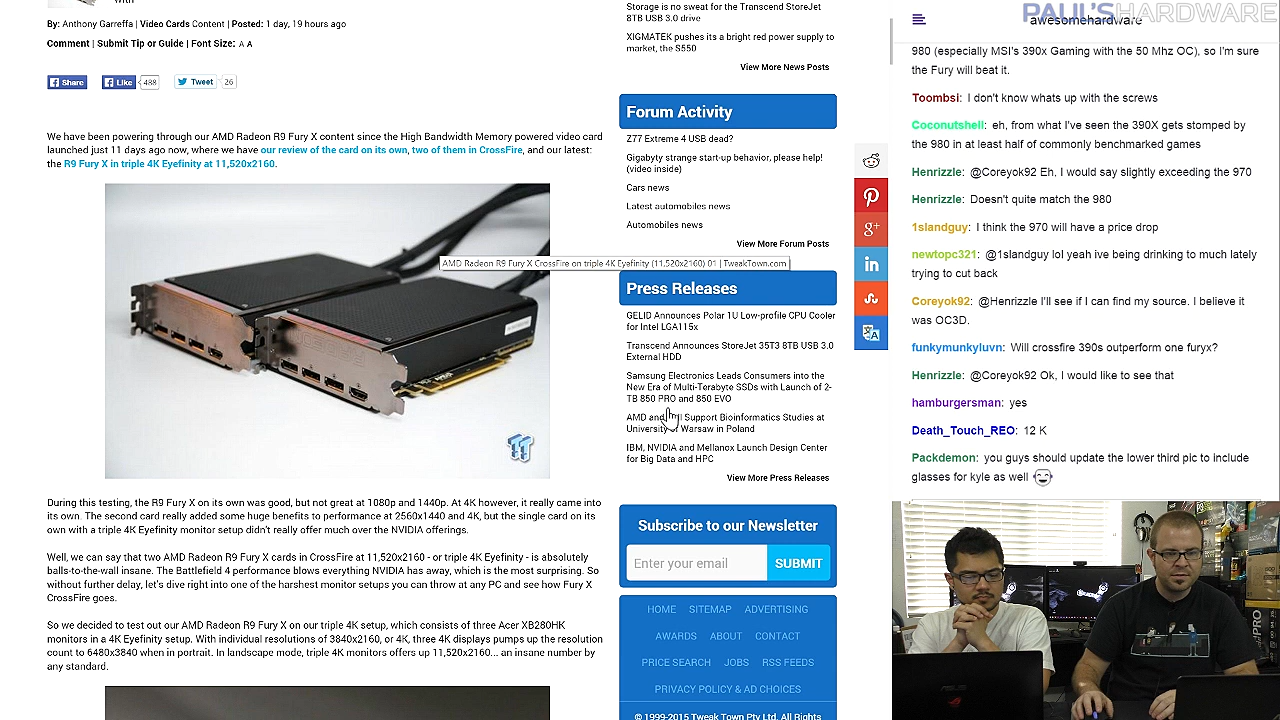 with
By: Anthony Garreffa | Video Cards Content | Posted: 1 day, 19 hours ago
Comment | Submit Tip or Guide | Font Size: A A
Share
Like
488
Tweet
26
We have been powering through our AMD Radeon R9 Fury X content since the High Bandwidth Memory powered video card
launched just 11 days ago now, where we have our review of the card on its own, two of them in CrossFire, and our latest:
the R9 Fury X in triple 4K Eyefinity at 11,520x2160.
AMD Radeon R9 Fury X CrossFire on triple 4K Eyefinity (11,520x2160) 01 | TweakTown.com
During this testing, the R9 Fury X on its own was good, but not great at 1080p and 1440p. At 4K however, it really came into
its own. The second card really added some huge benefits to performance at 2560x1440 and 4K, but the single card on its
own with a triple 4K Eyefinity monitor setup didn't really offer much over the NVIDIA offerings.
Well, we can say that two AMD Radeon R9 Fury X cards in CrossFire at 11,520x2160 - or triple 4K Eyefinity - is absolutely
balls-to-the-wall insane. The Battlefield 4 performance blows everything NVIDIA has away, which is the most surprising. So
without further delay, let's dive right into one of the harshest monitor setups you can throw at any PC and see how Fury X
CrossFire goes.
So we decided to test out our AMD Radeon R9 Fury X on our triple 4K setup, which consists of three Acer XB280HK
monitors in a 4K Eyefinity setup. With individual resolutions of 3840x2160, or 4K, three 4K displays pumps up the resolution
count to 6480x3840 when in portrait. In landscape mode, triple 4K monitors offers up 11,520x2160... an insane number by
any standard.
Storage is no sweat for the Transcend StoreJet
8TB USB 3.0 drive
XIGMATEK pushes its a bright red power supply to
market, the S550
View More News Posts
Forum Activity
Z77 Extreme 4 USB dead?
Gigabyty strange start-up behavior, please help!
(video inside)
Cars news
Latest automobiles news
Automobiles news
View More Forum Posts
Press Releases
GELID Announces Polar 1U Low-profile CPU Cooler
for Intel LGA115x
Transcend Announces StoreJet 35T3 8TB USB 3.0
External HDD
Samsung Electronics Leads Consumers into the
New Era of Multi-Terabyte SSDs with Launch of 2-
TB 850 PRO and 850 EVO
AMD and Support Bioinformatics Studies at
University of Warsaw in Poland
IBM, NVIDIA and Mellanox Launch Design Center
for Big Data and HPC
View More Press Releases
Subscribe to our Newsletter
Enter your email
SUBMIT
HOME SITEMAP ADVERTISING
AWARDS ABOUT CONTACT
PRICE SEARCH JOBS RSS FEEDS
PRIVACY POLICY & AD CHOICES
© 1999-2015 Tweak Town Pty Ltd. All Rights
PAUL'SHARDWARE
awesomehardware
980 (especially MSI's 390x Gaming with the 50 Mhz OC), so I'm sure
the Fury will beat it.
Toombsi: I don't know whats up with the screws
Coconutshell: eh, from what I've seen the 390X gets stomped by
the 980 in at least half of commonly benchmarked games
Henrizzle: @Coreyok92 Eh, I would say slightly exceeding the 970
Henrizzle: Doesn't quite match the 980
1slandguy: I think the 970 will have a price drop
newtopc321: @1slandguy lol yeah ive being drinking to much lately
trying to cut back
Coreyok92: @Henrizzle I'll see if I can find my source. I believe it
was OC3D.
funkymunkyluvn: Will crossfire 390s outperform one furyx?
Henrizzle: @Coreyok92 Ok, I would like to see that
hamburgersman: yes
Death_Touch_REO: 12 K
Packdemon: you guys should update the lower third pic to include
glasses for kyle as well